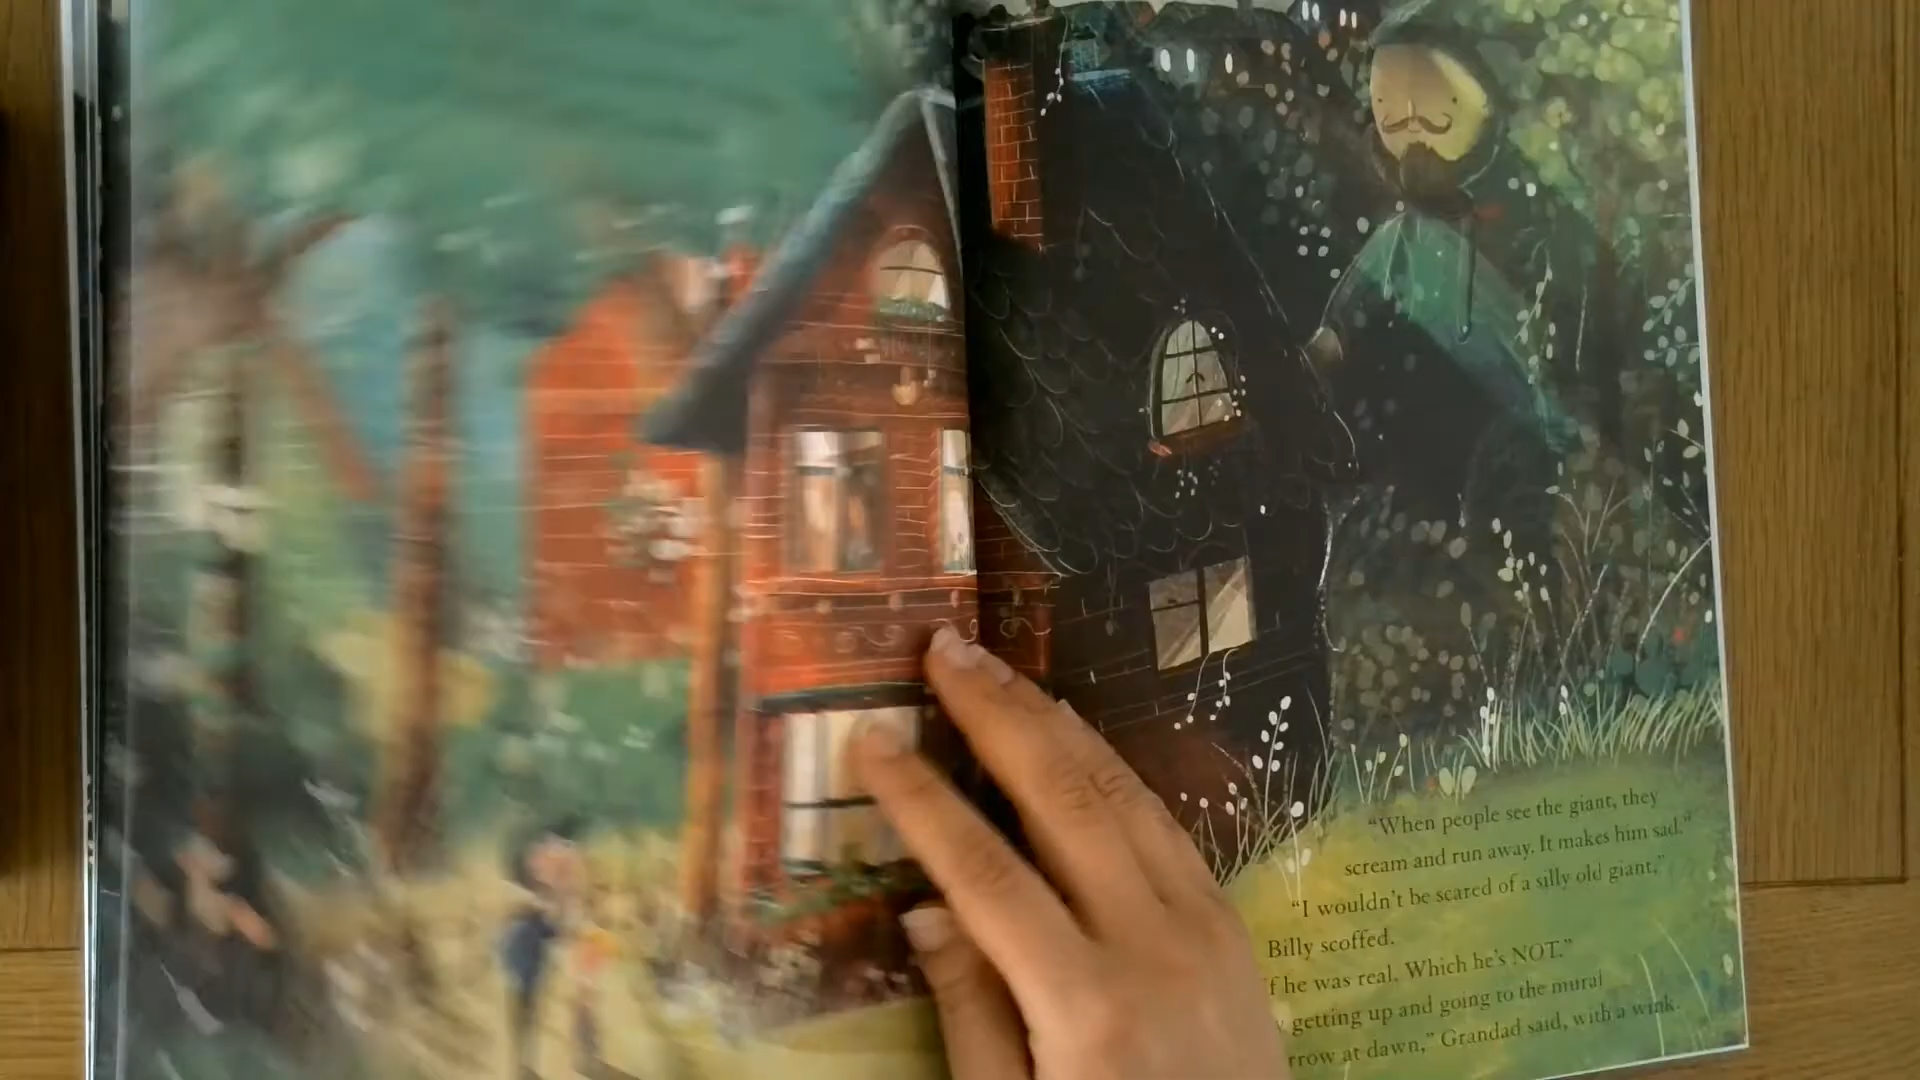 “When people see the giant, they
scream and run away. It makes him sad.”
“I wouldn’t be scared of a silly old giant,”
Billy scoffed.
f he was real. Which he’s NOT.”
getting up and going to the mural
rrow at dawn,” Grandad said, with a wink.